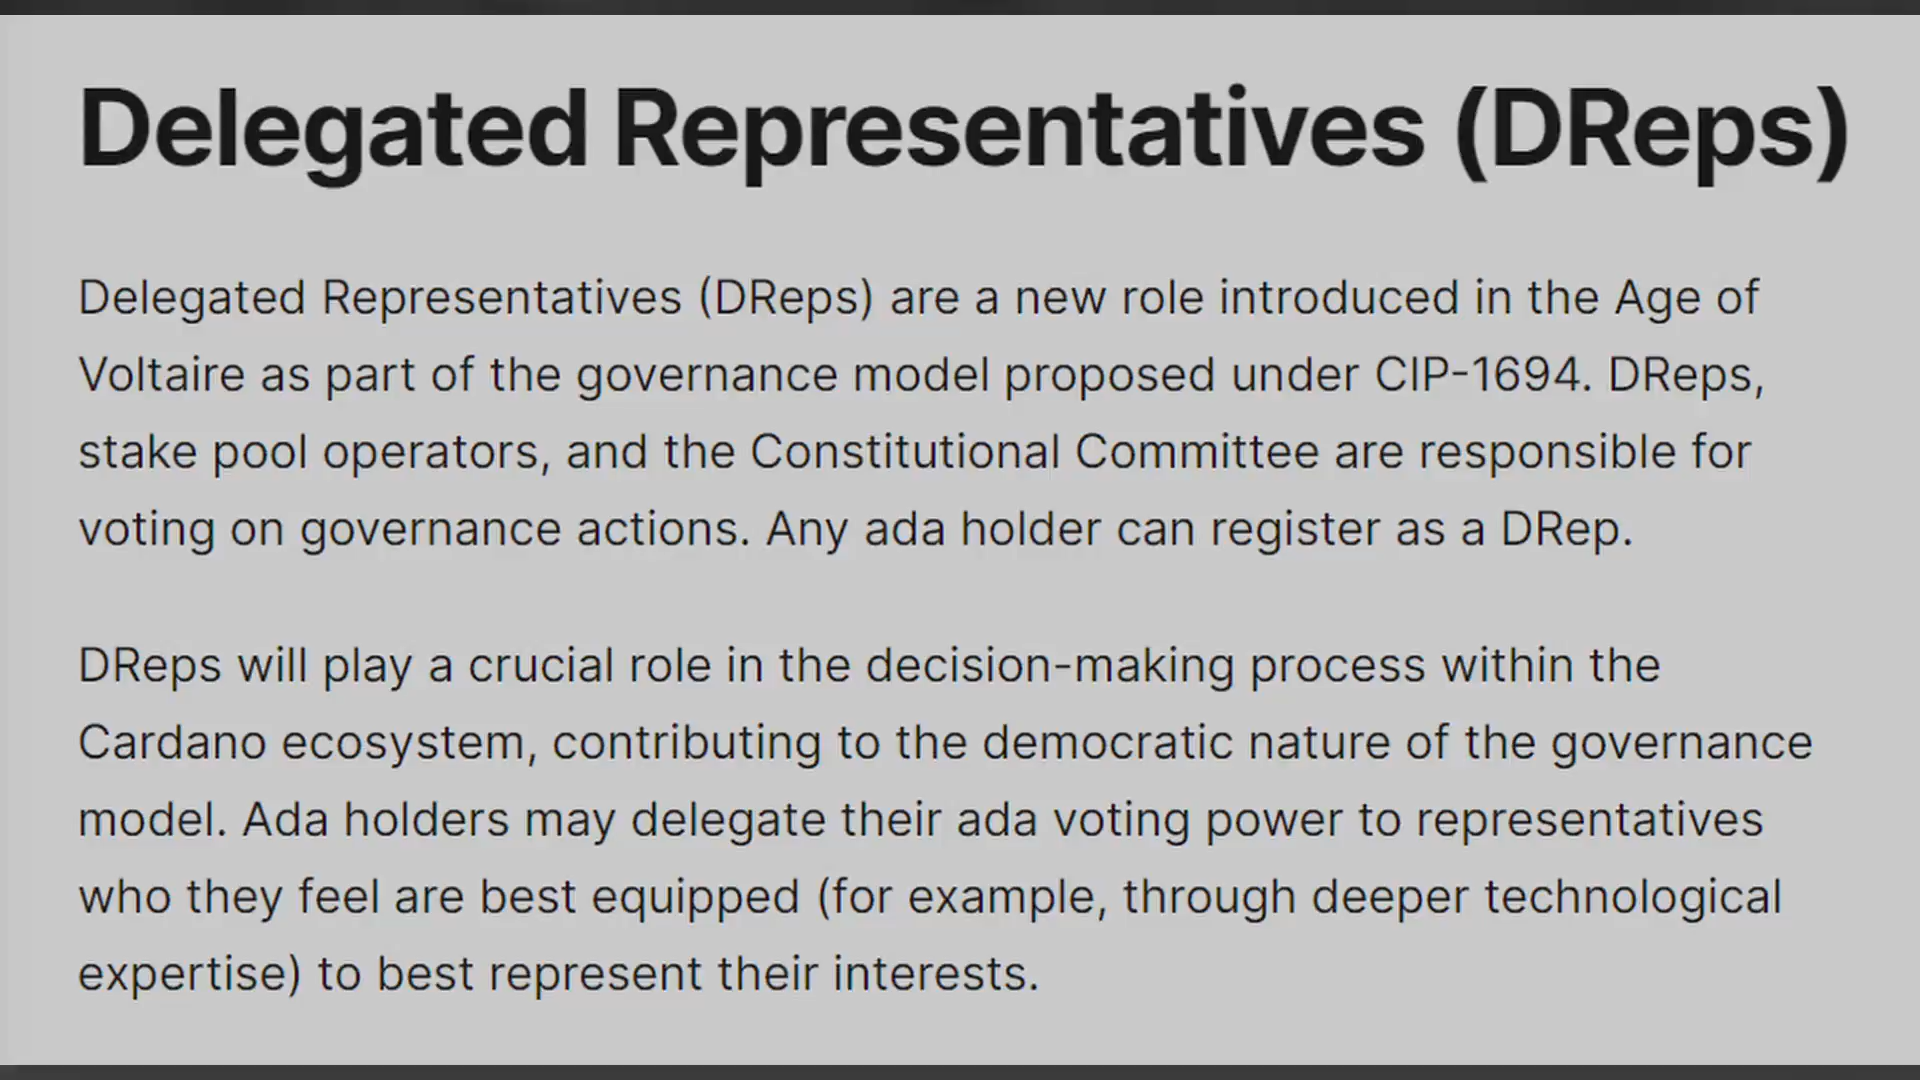 Delegated Representatives (DReps)
Delegated Representatives (DReps) are a new role introduced in the Age of
Voltaire as part of the governance model proposed under CIP-1694. DReps,
stake pool operators, and the Constitutional Committee are responsible for
voting on governance actions. Any ada holder can register as a DRep.
DReps will play a crucial role in the decision-making process within the
Cardano ecosystem, contributing to the democratic nature of the governance
model. Ada holders may delegate their ada voting power to representatives
who they feel are best equipped (for example, through deeper technological
expertise) to best represent their interests.